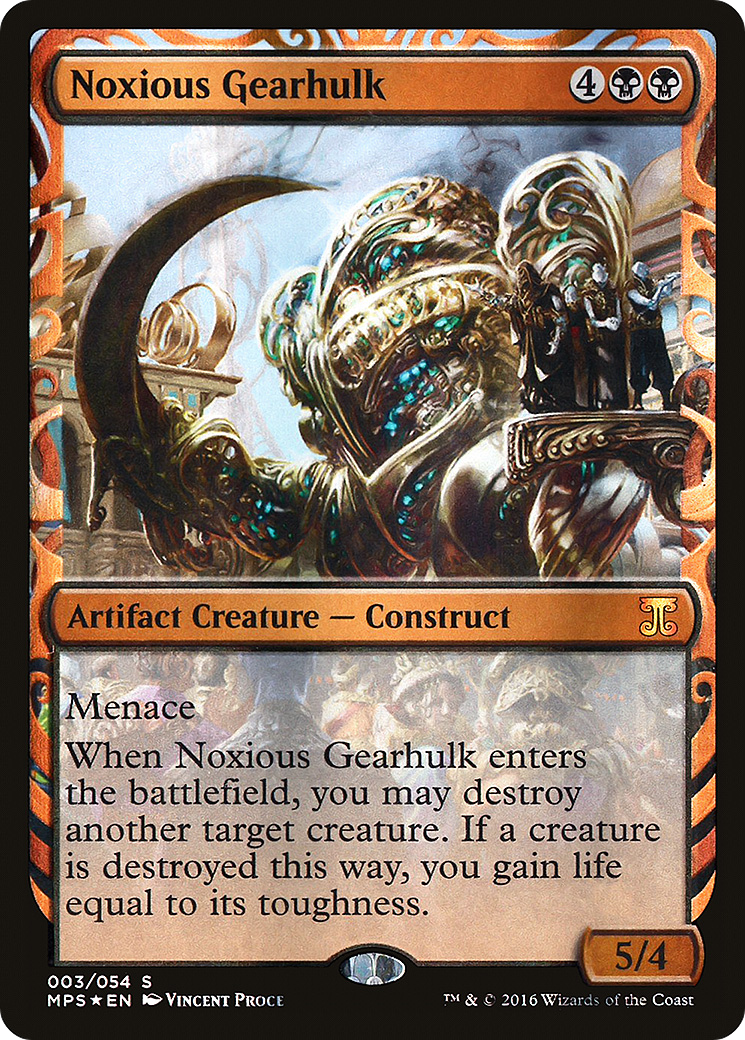 Noxious Gearhulk 4
Artifact Creature — Construct
Menace
When Noxious Gearhulk enters
the battlefield, you may destroy
another target creature. If a creature
is destroyed this way, you gain life
equal to its toughness.
5/4
003/054 S
MPS★EN Vincent Proce
™ & © 2016 Wizards of the Coast